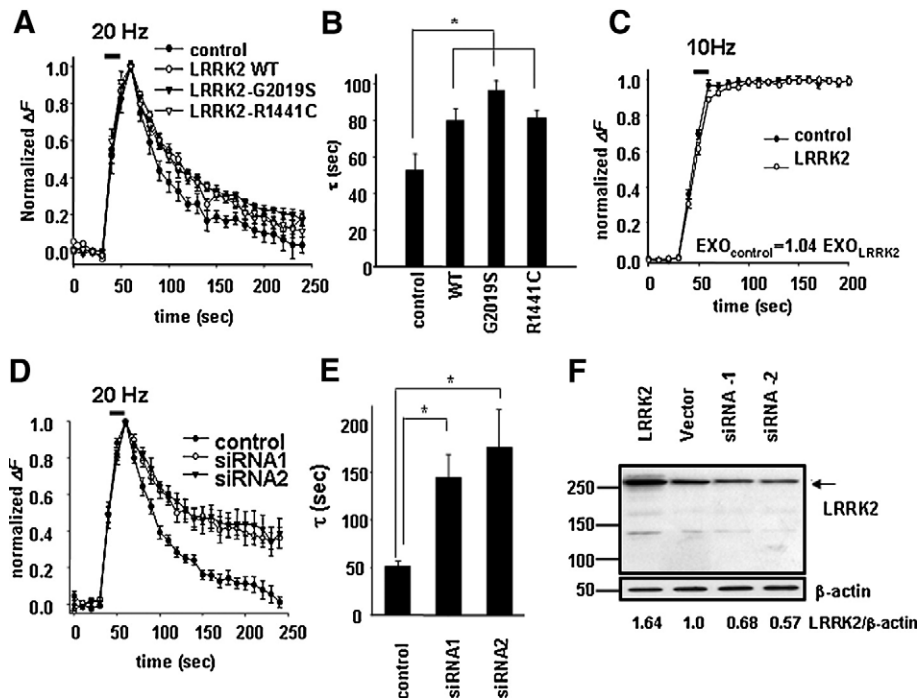 A
20 Hz
control
LRRK2 WT
LRRK2-G2019S
LRRK2-R1441C
Normalized ΔF
1.0
0.8
0.6
0.4
0.2
0.0
0 50 100 150 200 250
time (sec)
B
*
τ (sec)
100
80
60
40
20
0
control
WT
G2019S
R1441C
C
10Hz
control
LRRK2
normalized ΔF
1.0
0.8
0.6
0.4
0.2
0.0
EXOcontrol=1.04 EXOLRRK2
0 50 100 150 200
time (sec)
D
20 Hz
control
siRNA1
siRNA2
normalized ΔF
1.0
0.8
0.6
0.4
0.2
0.0
0 50 100 150 200 250
time (sec)
E
*
*
τ (sec)
200
150
100
50
0
control
siRNA1
siRNA2
F
LRRK2
Vector
siRNA -1
siRNA -2
250
150
100
50
LRRK2
β-actin
1.64 1.0 0.68 0.57 LRRK2/β-actin